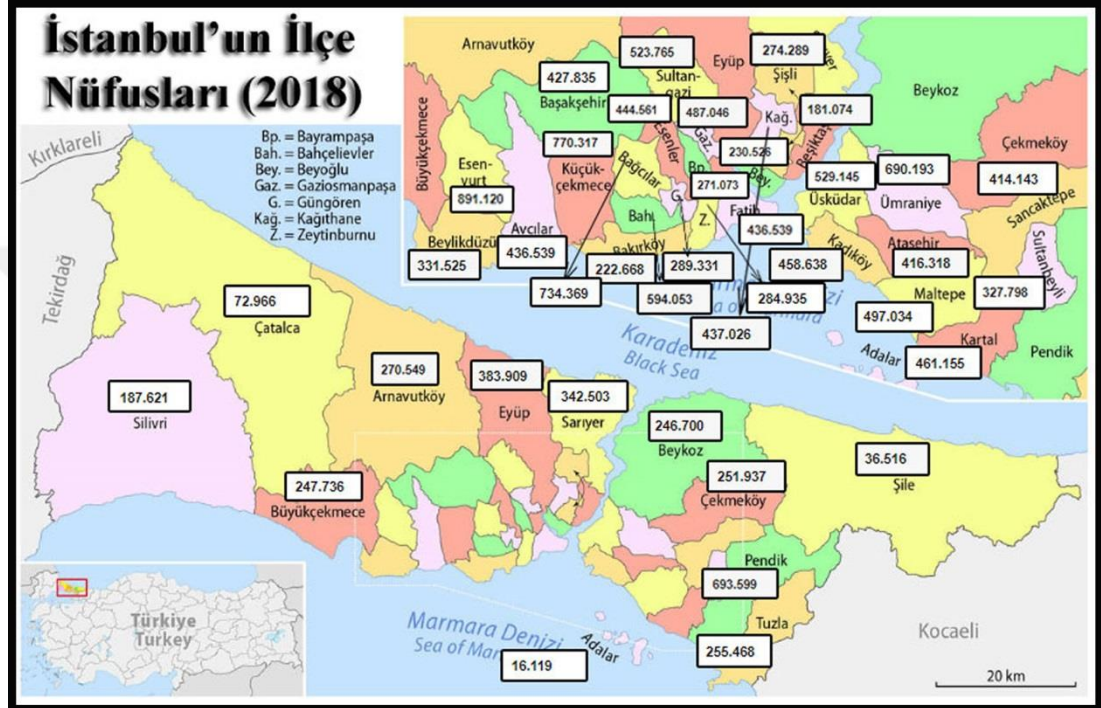 İstanbul'un İlçe
Nüfusları (2018)
Bp. = Bayrampaşa
Bah. = Bahçelievler
Bey. = Beyoğlu
Gaz. = Gaziosmanpaşa
G. = Güngören
Kağ. = Kağıthane
Z. = Zeytinburnu
Kırklareli
Tekirdağ
Arnavutköy
523.765
Sultan-
gazi
Eyüp
274.289
Şişli
427.835
Başakşehir
444.561
487.046
181.074
Kağ.
Beykoz
Büyükçekmece
Esen-
yurt
891.120
770.317
Küçük-
çekmece
Bağcılar
Esenler
Gaz.
230.526
Beşiktaş
Bp.
271.073
Bey.
529.145
Üsküdar
690.193
Ümraniye
Çekmeköy
414.143
Sancaktepe
Avcılar
436.539
Beylikdüzü
331.525
Bah.
G.
Z.
Fatih
436.539
Bakırköy
222.668
289.331
458.638
Kadıköy
Ataşehir
416.318
Sultanbeyli
734.369
594.053
284.935
Maltepe
327.798
497.034
437.026
Kartal
461.155
Adalar
Pendik
Karadeniz
Black Sea
72.966
Çatalca
187.621
Silivri
270.549
Arnavutköy
383.909
Eyüp
342.503
Sarıyer
246.700
Beykoz
251.937
Çekmeköy
36.516
Şile
247.736
Büyükçekmece
Pendik
693.599
Tuzla
255.468
Marmara Denizi
Sea of
Adalar
16.119
Kocaeli
Türkiye
Turkey
20 km